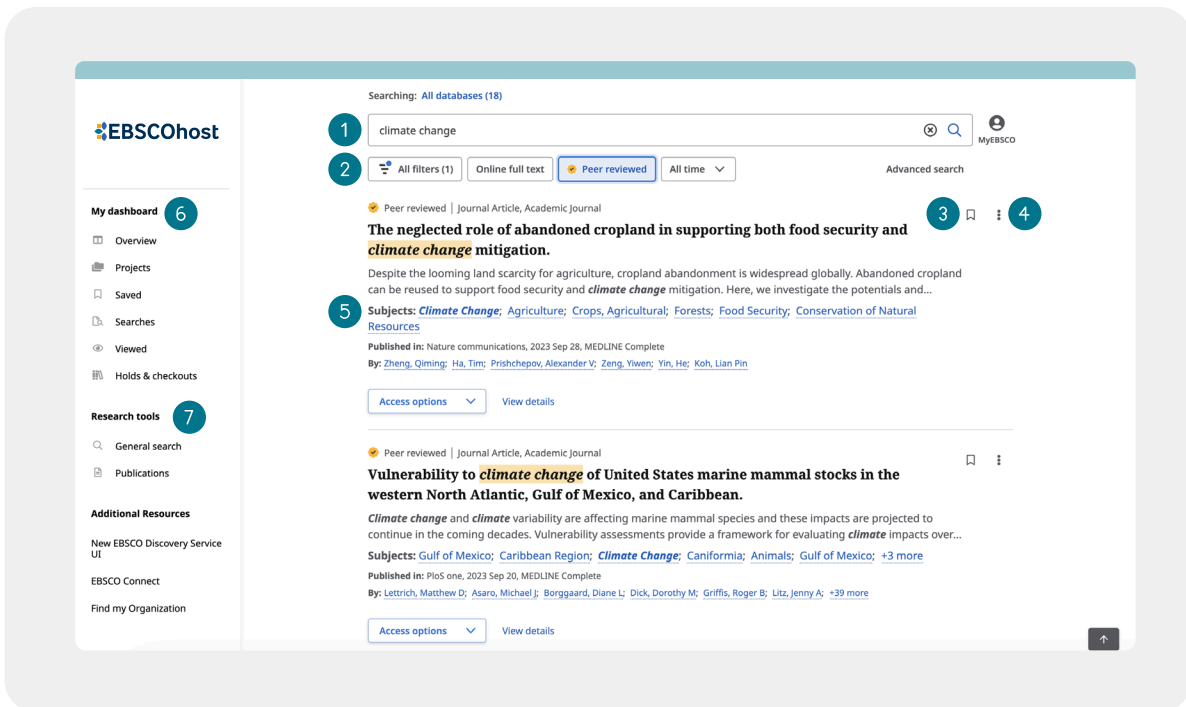 EBSCOhost
My dashboard 6
Overview
Projects
Saved
Searches
Viewed
Holds & checkouts
Research tools 7
General search
Publications
Additional Resources
New EBSCO Discovery Service
UI
EBSCO Connect
Find my Organization
Searching: All databases (18)
1 climate change
MyEBSCO
2 All filters (1) Online full text Peer reviewed All time Advanced search
Peer reviewed | Journal Article, Academic Journal 3 4
The neglected role of abandoned cropland in supporting both food security and
climate change mitigation.
Despite the looming land scarcity for agriculture, cropland abandonment is widespread globally. Abandoned cropland
can be reused to support food security and climate change mitigation. Here, we investigate the potentials and...
5 Subjects: Climate Change; Agriculture; Crops, Agricultural; Forests; Food Security; Conservation of Natural
Resources
Published in: Nature communications, 2023 Sep 28, MEDLINE Complete
By: Zheng, Qiming; Ha, Tim; Prishchepov, Alexander V; Zeng, Yiwen; Yin, He; Koh, Lian Pin
Access options View details
Peer reviewed | Journal Article, Academic Journal
Vulnerability to climate change of United States marine mammal stocks in the
western North Atlantic, Gulf of Mexico, and Caribbean.
Climate change and climate variability are affecting marine mammal species and these impacts are projected to
continue in the coming decades. Vulnerability assessments provide a framework for evaluating climate impacts over...
Subjects: Gulf of Mexico; Caribbean Region; Climate Change; Caniformia; Animals; Gulf of Mexico; +3 more
Published in: PloS one, 2023 Sep 20, MEDLINE Complete
By: Lettrich, Matthew D; Asaro, Michael J; Borggaard, Diane L; Dick, Dorothy M; Griffis, Roger B; Litz, Jenny A; +39 more
Access options View details